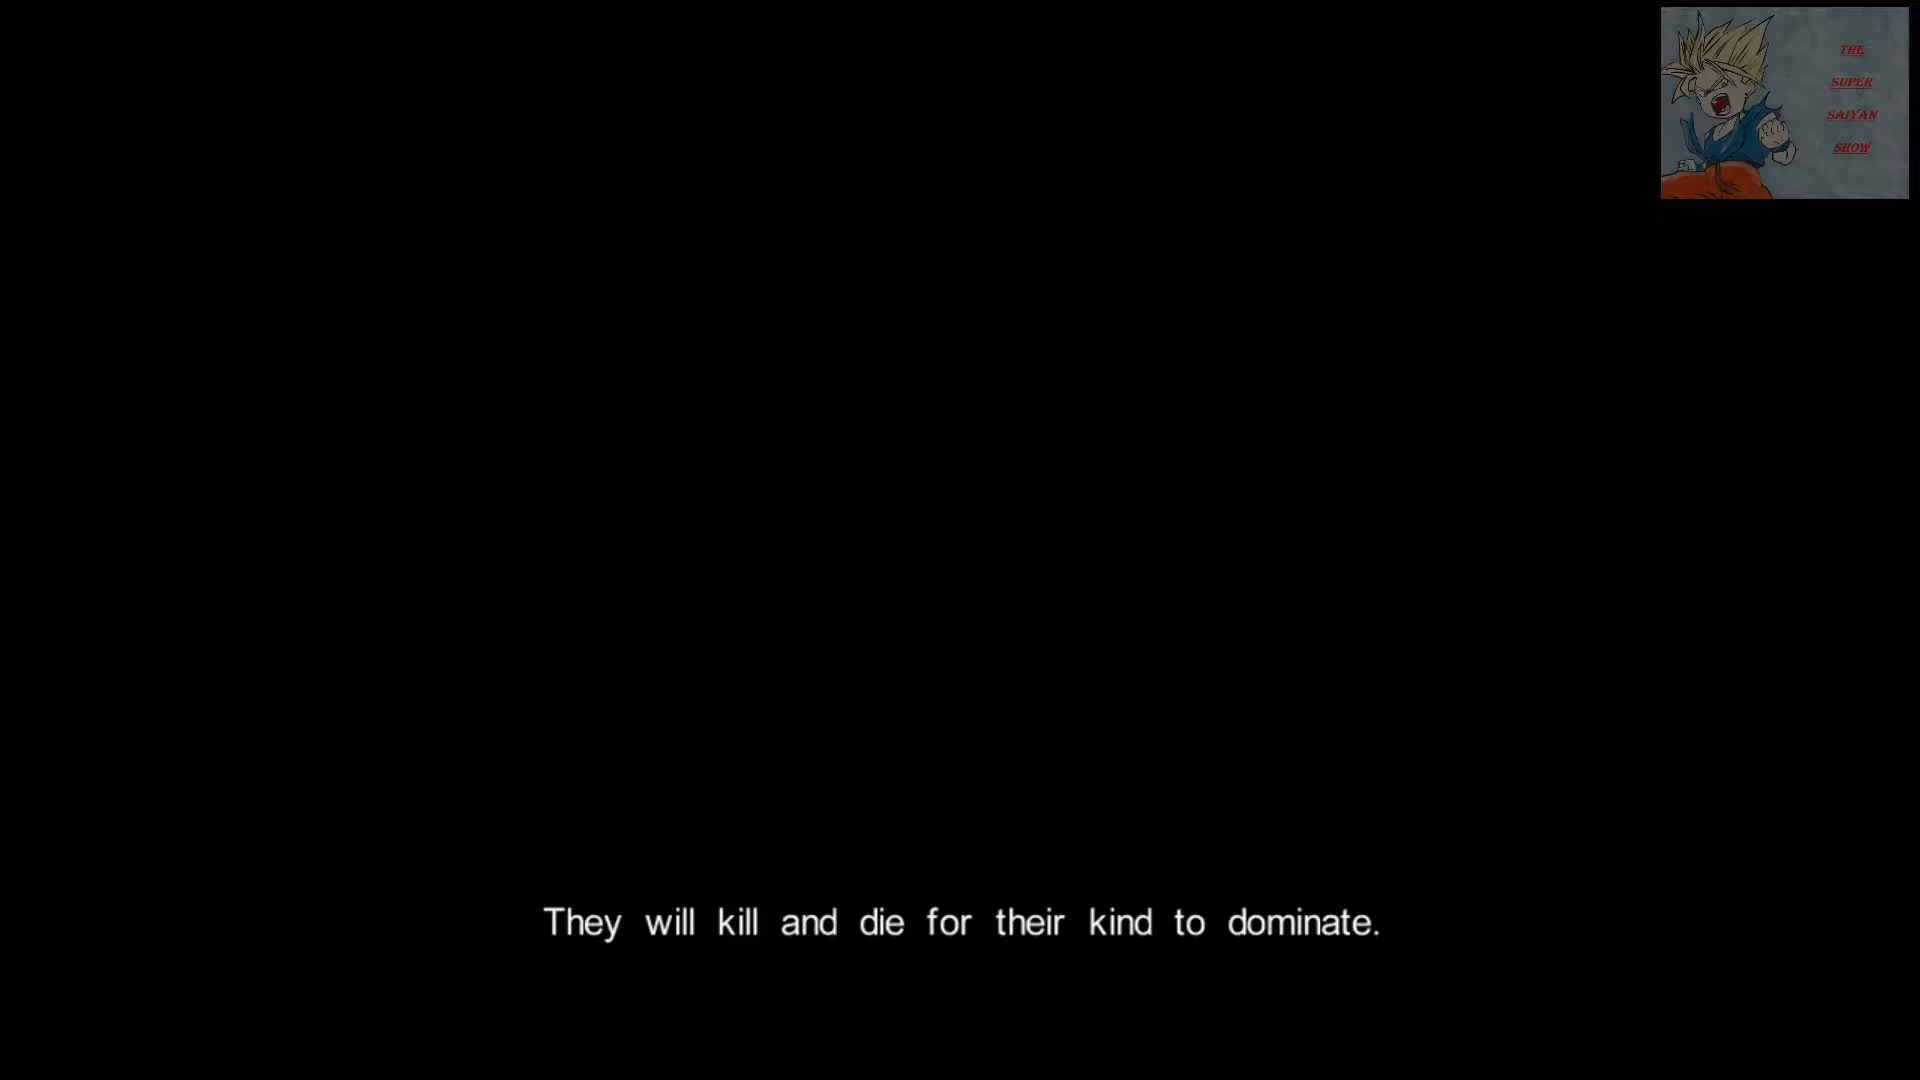 THE
SUPER
SAIYAN
SHOW
They will kill and die for their kind to dominate.